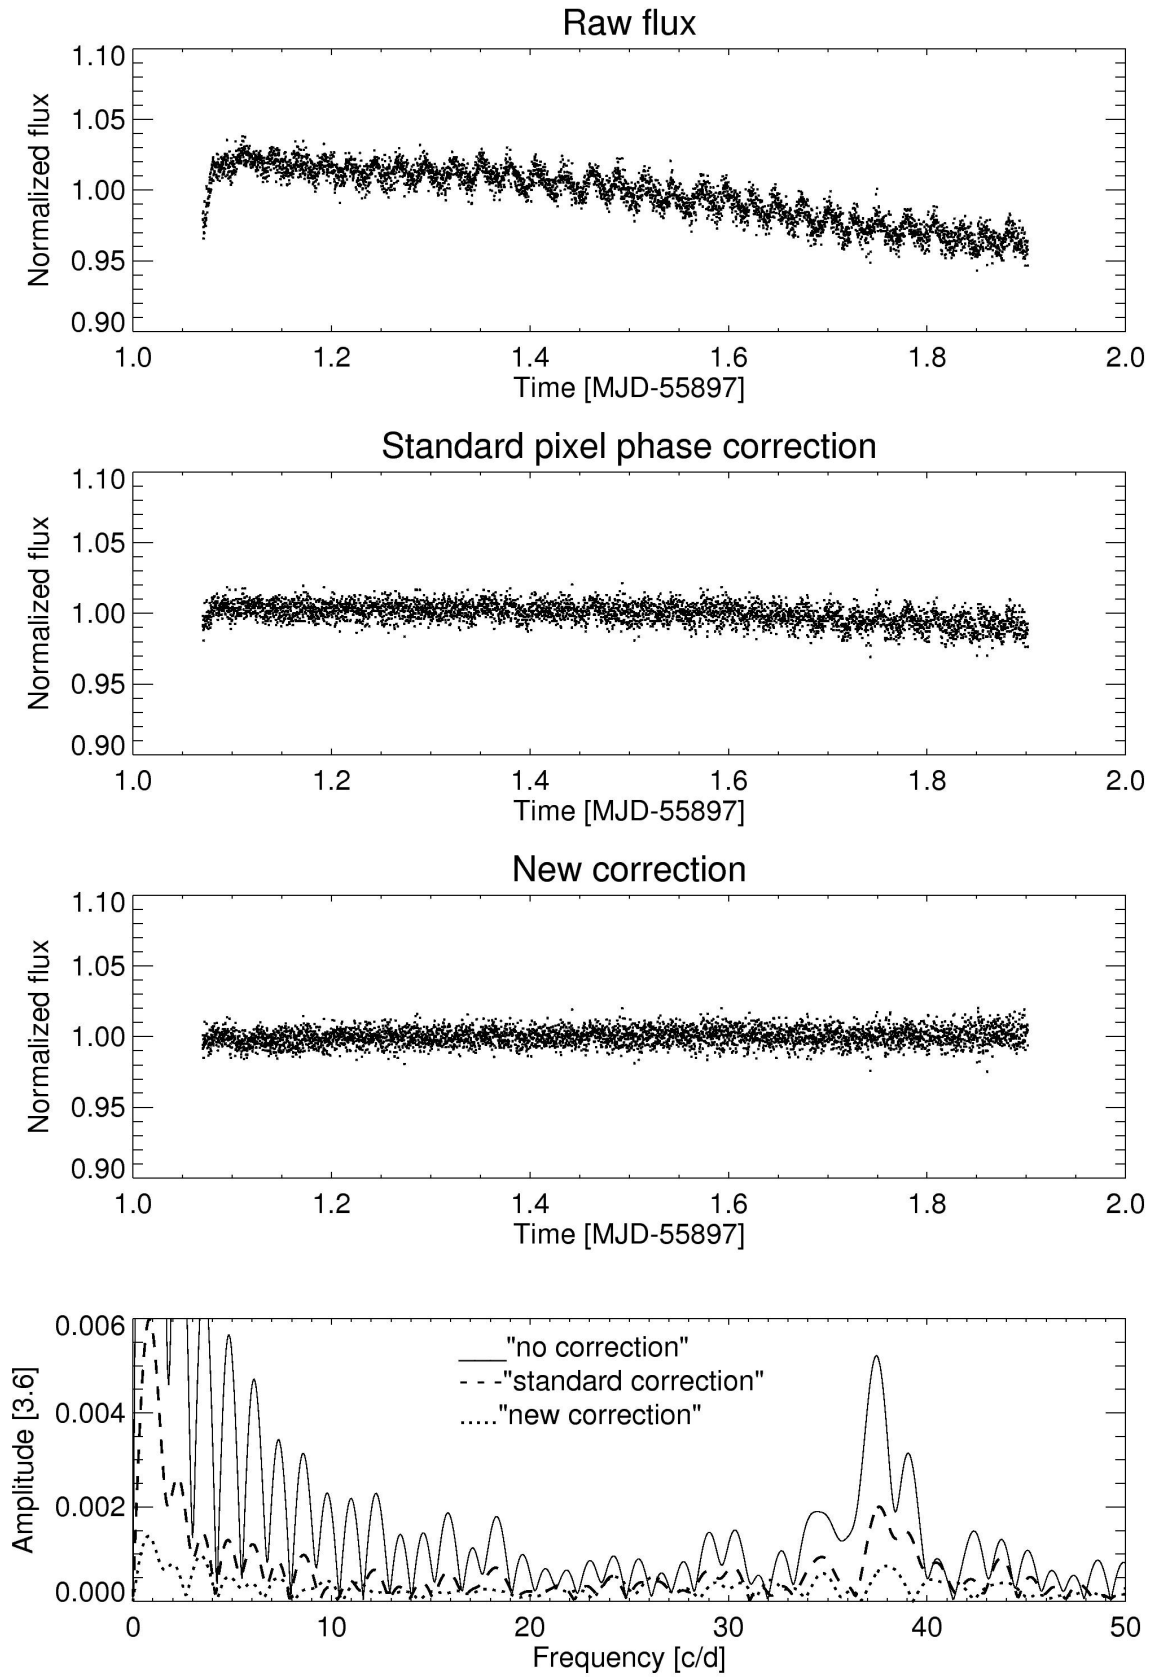 Raw flux
1.10
1.05
1.00
0.95
0.90
Normalized flux
1.0 1.2 1.4 1.6 1.8 2.0
Time [MJD-55897]
Standard pixel phase correction
1.10
1.05
1.00
0.95
0.90
Normalized flux
1.0 1.2 1.4 1.6 1.8 2.0
Time [MJD-55897]
New correction
1.10
1.05
1.00
0.95
0.90
Normalized flux
1.0 1.2 1.4 1.6 1.8 2.0
Time [MJD-55897]
0.006
0.004
0.002
0.000
Amplitude [3.6]
"no correction"
"standard correction"
"new correction"
0 10 20 30 40 50
Frequency [c/d]